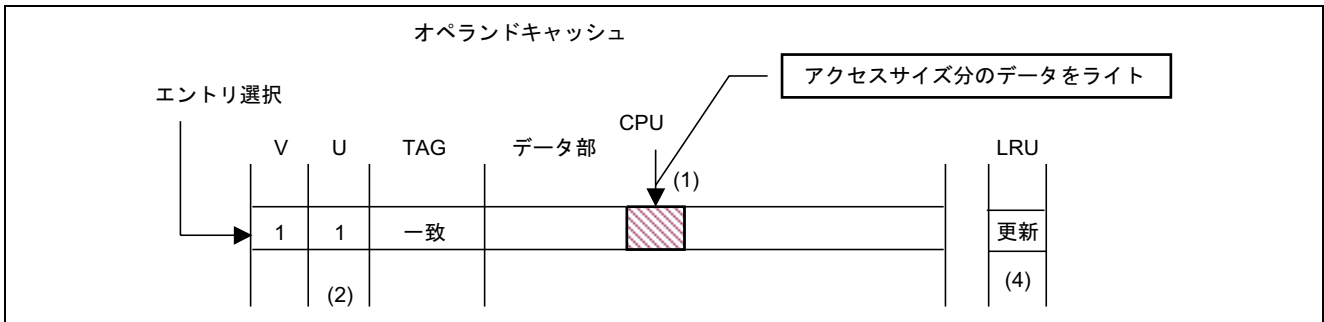 オペランドキャッシュ
アクセスサイズ分のデータをライト
エントリ選択
CPU
V U TAG データ部 LRU
(1)
1 1 一致 更新
(2) (4)